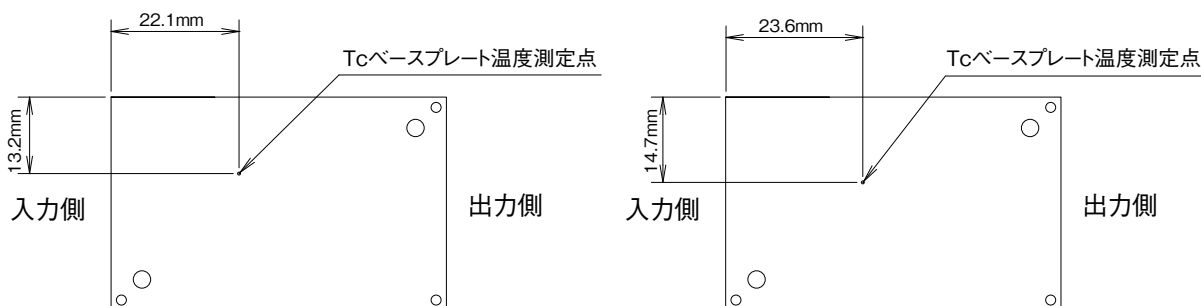 22.1mm
Tcベースプレート温度測定点
13.2mm
入力側
出力側
23.6mm
Tcベースプレート温度測定点
14.7mm
入力側
出力側